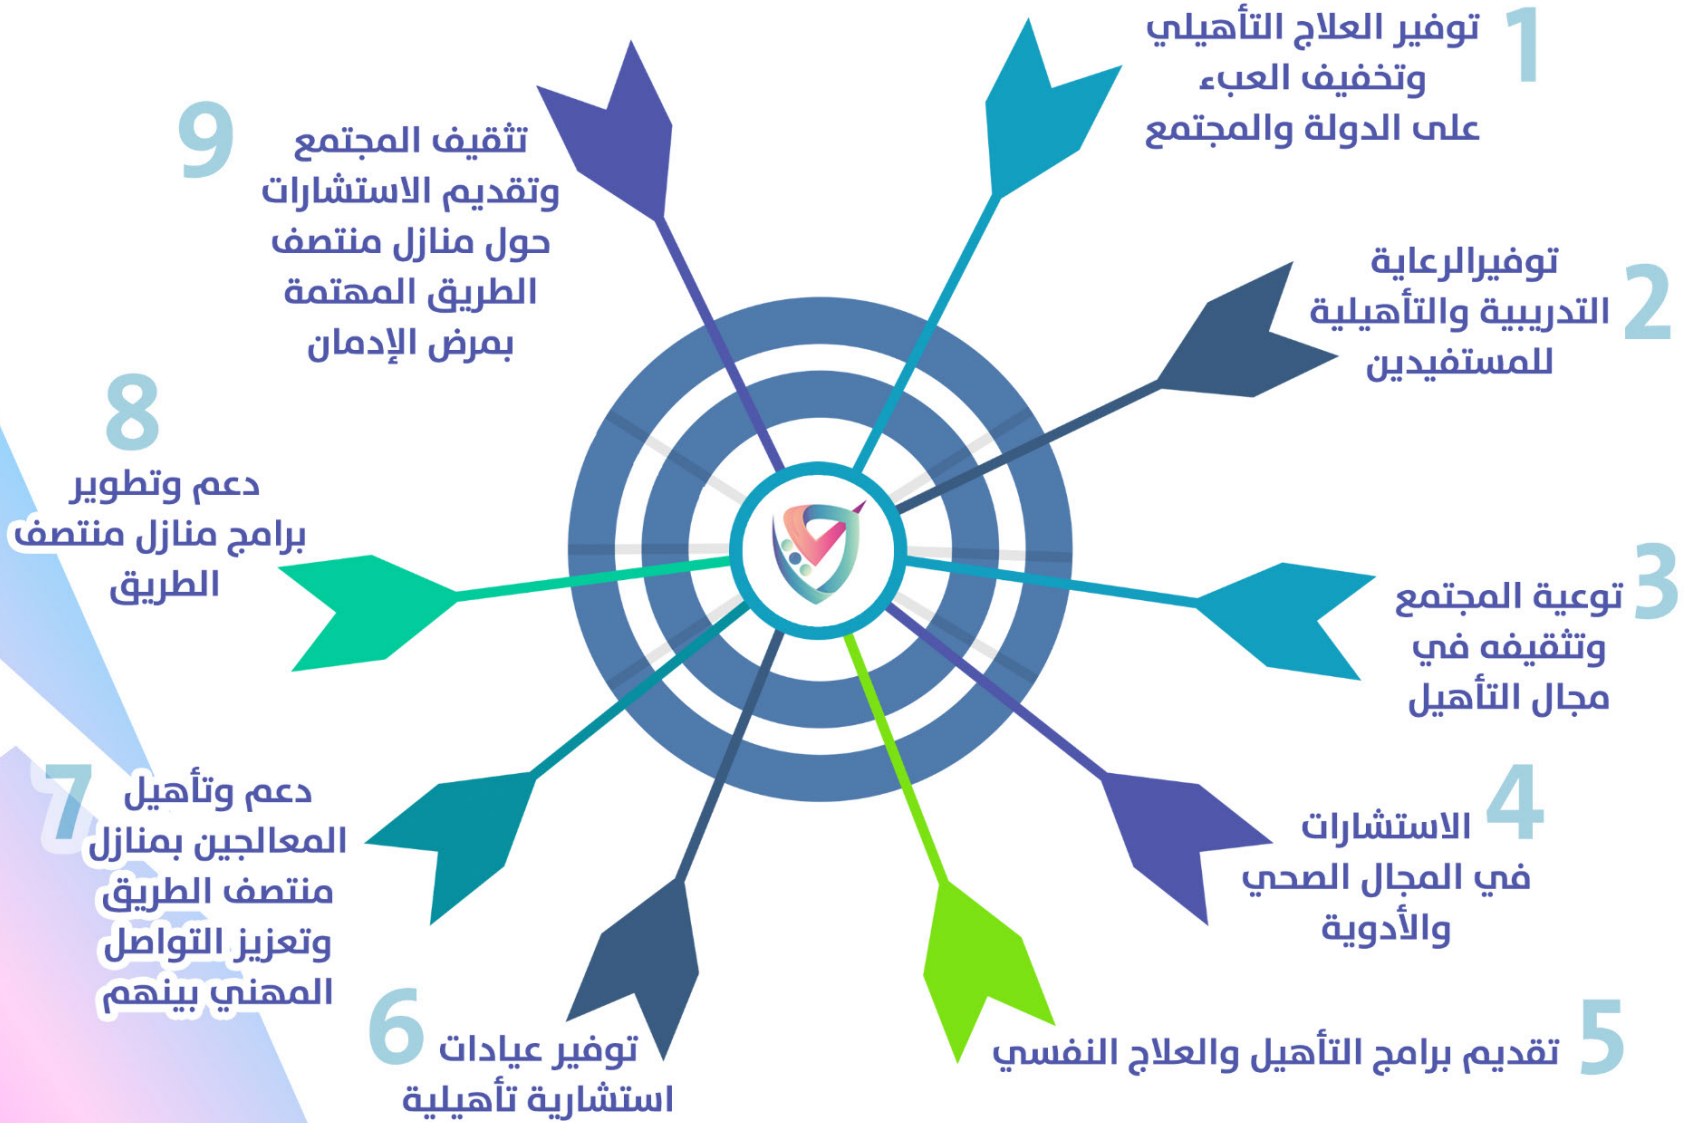 1
توفير العلاج التأهيلي
وتخفيف العبء
على الدولة والمجتمع
2
توفيرالرعاية
التدريبية والتأهيلية
للمستفيدين
3
توعية المجتمع
وتثقيفه في
مجال التأهيل
4
الاستشارات
في المجال الصحي
والأدوية
5
تقديم برامج التأهيل والعلاج النفسي
6
توفير عيادات
استشارية تأهيلية
7
دعم وتأهيل
المعالجين بمنازل
منتصف الطريق
وتعزيز التواصل
المهني بينهم
8
دعم وتطوير
برامج منازل منتصف
الطريق
9
تثقيف المجتمع
وتقديم الاستشارات
حول منازل منتصف
الطريق المهتمة
بمرض الإدمان